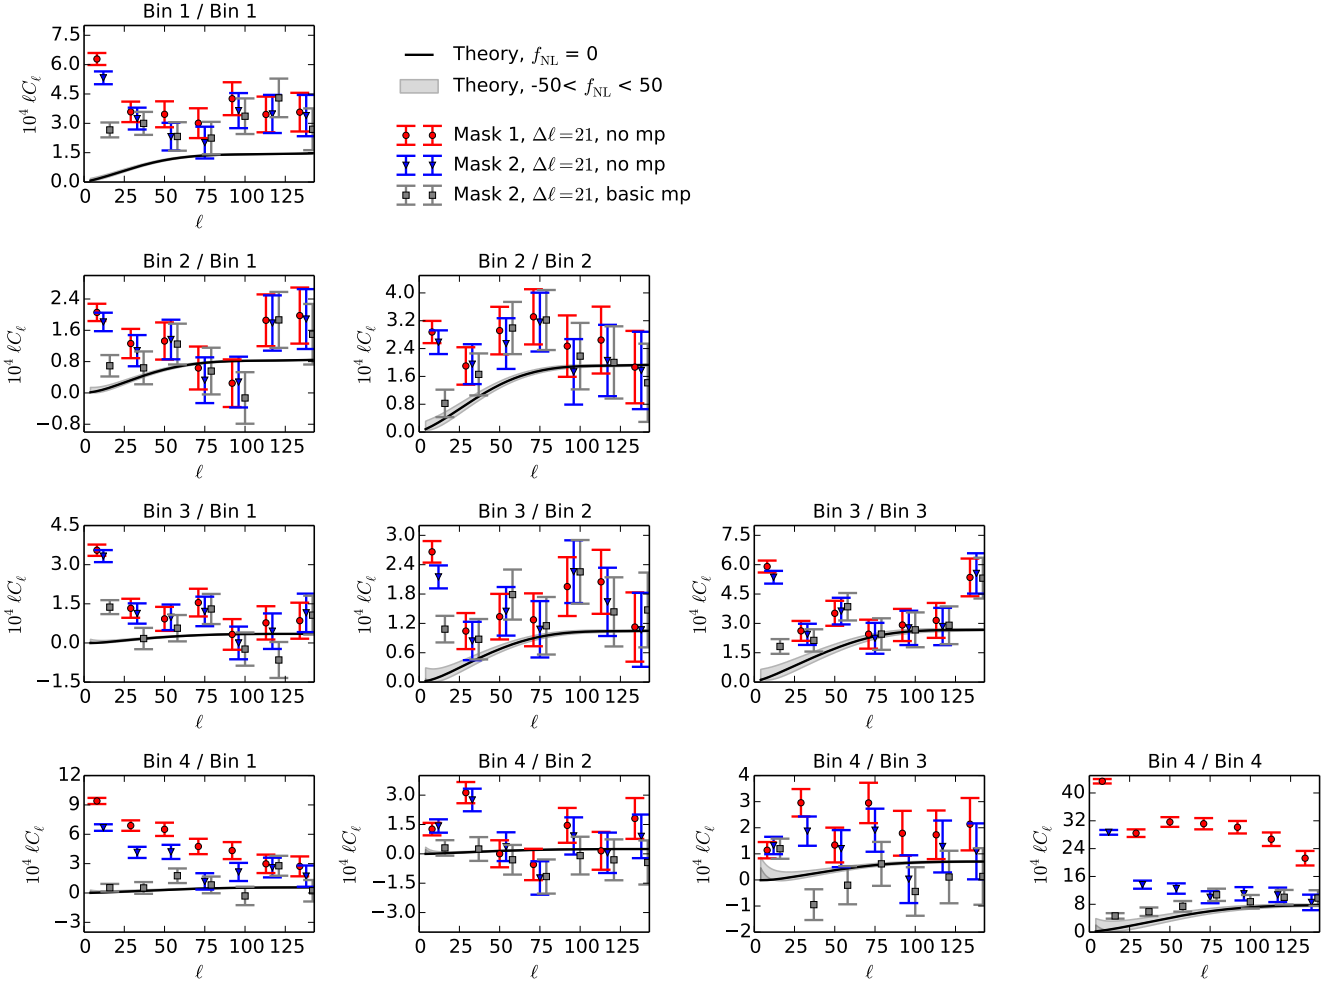 Bin 1 / Bin 1
7.5
6.0
4.5
3.0
1.5
0.0
10⁴ ℓCℓ
0 25 50 75 100 125
ℓ
Theory, fNL = 0
Theory, -50< fNL < 50
Mask 1, Δℓ=21, no mp
Mask 2, Δℓ=21, no mp
Mask 2, Δℓ=21, basic mp
Bin 2 / Bin 1
2.4
1.6
0.8
0.0
−0.8
10⁴ ℓCℓ
0 25 50 75 100 125
ℓ
Bin 2 / Bin 2
4.0
3.2
2.4
1.6
0.8
0.0
10⁴ ℓCℓ
0 25 50 75 100 125
ℓ
Bin 3 / Bin 1
4.5
3.0
1.5
0.0
−1.5
10⁴ ℓCℓ
0 25 50 75 100 125
ℓ
Bin 3 / Bin 2
3.0
2.4
1.8
1.2
0.6
0.0
10⁴ ℓCℓ
0 25 50 75 100 125
ℓ
Bin 3 / Bin 3
7.5
6.0
4.5
3.0
1.5
0.0
10⁴ ℓCℓ
0 25 50 75 100 125
ℓ
Bin 4 / Bin 1
12
9
6
3
0
−3
10⁴ ℓCℓ
0 25 50 75 100 125
ℓ
Bin 4 / Bin 2
3.0
1.5
0.0
−1.5
−3.0
10⁴ ℓCℓ
0 25 50 75 100 125
ℓ
Bin 4 / Bin 3
4
3
2
1
0
−1
−2
10⁴ ℓCℓ
0 25 50 75 100 125
ℓ
Bin 4 / Bin 4
40
32
24
16
8
0
10⁴ ℓCℓ
0 25 50 75 100 125
ℓ